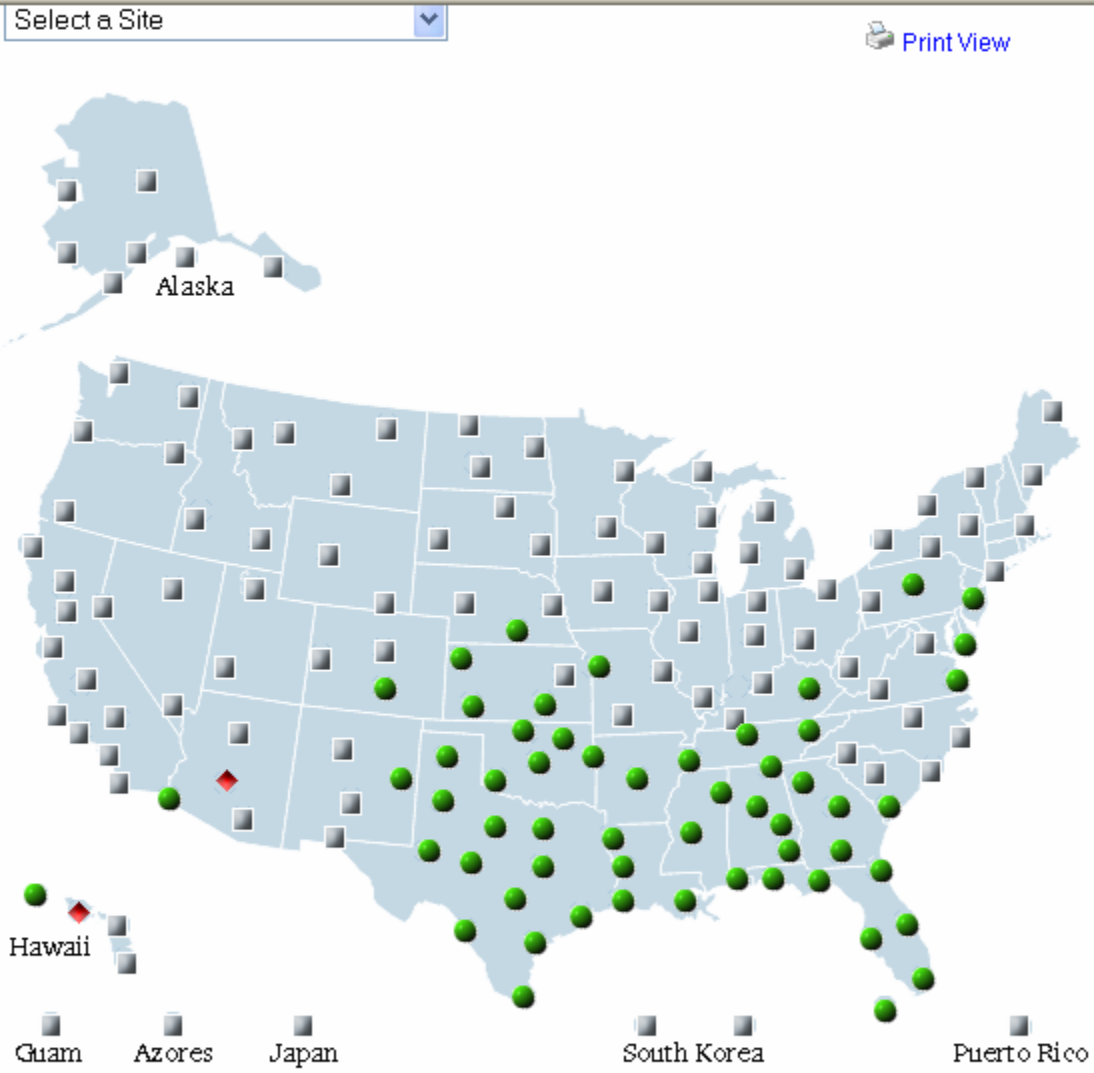 Select a Site
Print View
Alaska
Hawaii
Guam
Azores
Japan
South Korea
Puerto Rico